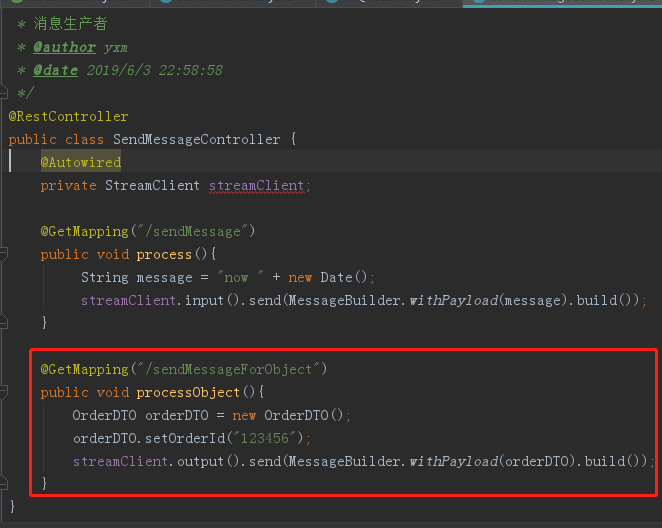 * 消息生产者
* @author yxm
* @date 2019/6/3 22:58:58
*/
@RestController
public class SendMessageController {
@Autowired
private StreamClient streamClient;
@GetMapping("/sendMessage")
public void process(){
String message = "now " + new Date();
streamClient.input().send(MessageBuilder.withPayload(message).build());
}
@GetMapping("/sendMessageForObject")
public void processObject(){
OrderDTO orderDTO = new OrderDTO();
orderDTO.setOrderId("123456");
streamClient.output().send(MessageBuilder.withPayload(orderDTO).build());
}
}